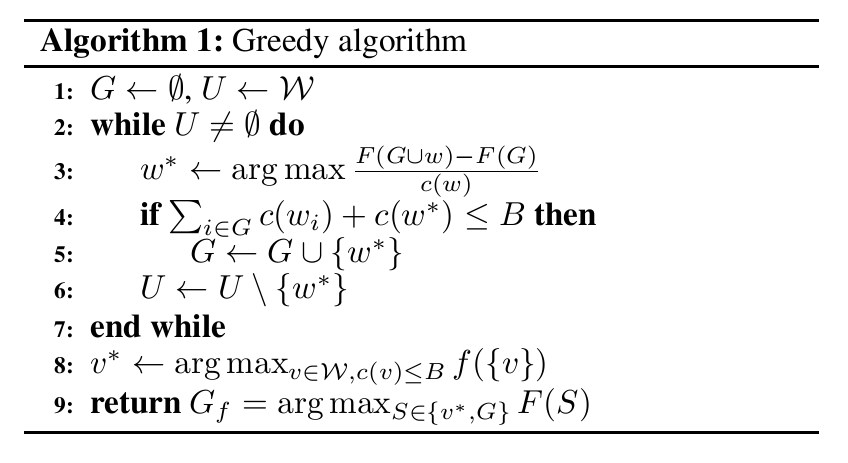 Algorithm 1: Greedy algorithm
1: G ← ∅, U ← 𝒲
2: while U ≠ ∅ do
3: w* ← arg max F(G∪w)−F(G) / c(w)
4: if ∑_{i∈G} c(w_i) + c(w*) ≤ B then
5: G ← G ∪ {w*}
6: U ← U \ {w*}
7: end while
8: v* ← arg max_{v∈𝒲,c(v)≤B} f({v})
9: return G_f = arg max_{S∈{v*,G}} F(S)